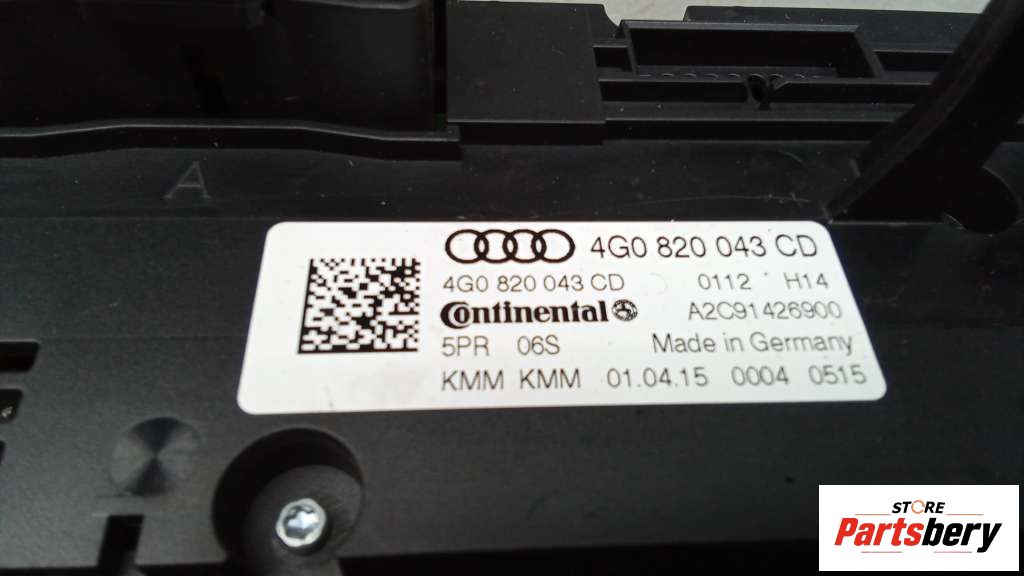 A
4G0 820 043 CD
4G0 820 043 CD 0112 H14
Continental A2C91426900
5PR 06S Made in Germany
KMM KMM 01.04.15 0004 0515
STORE
Partsbery